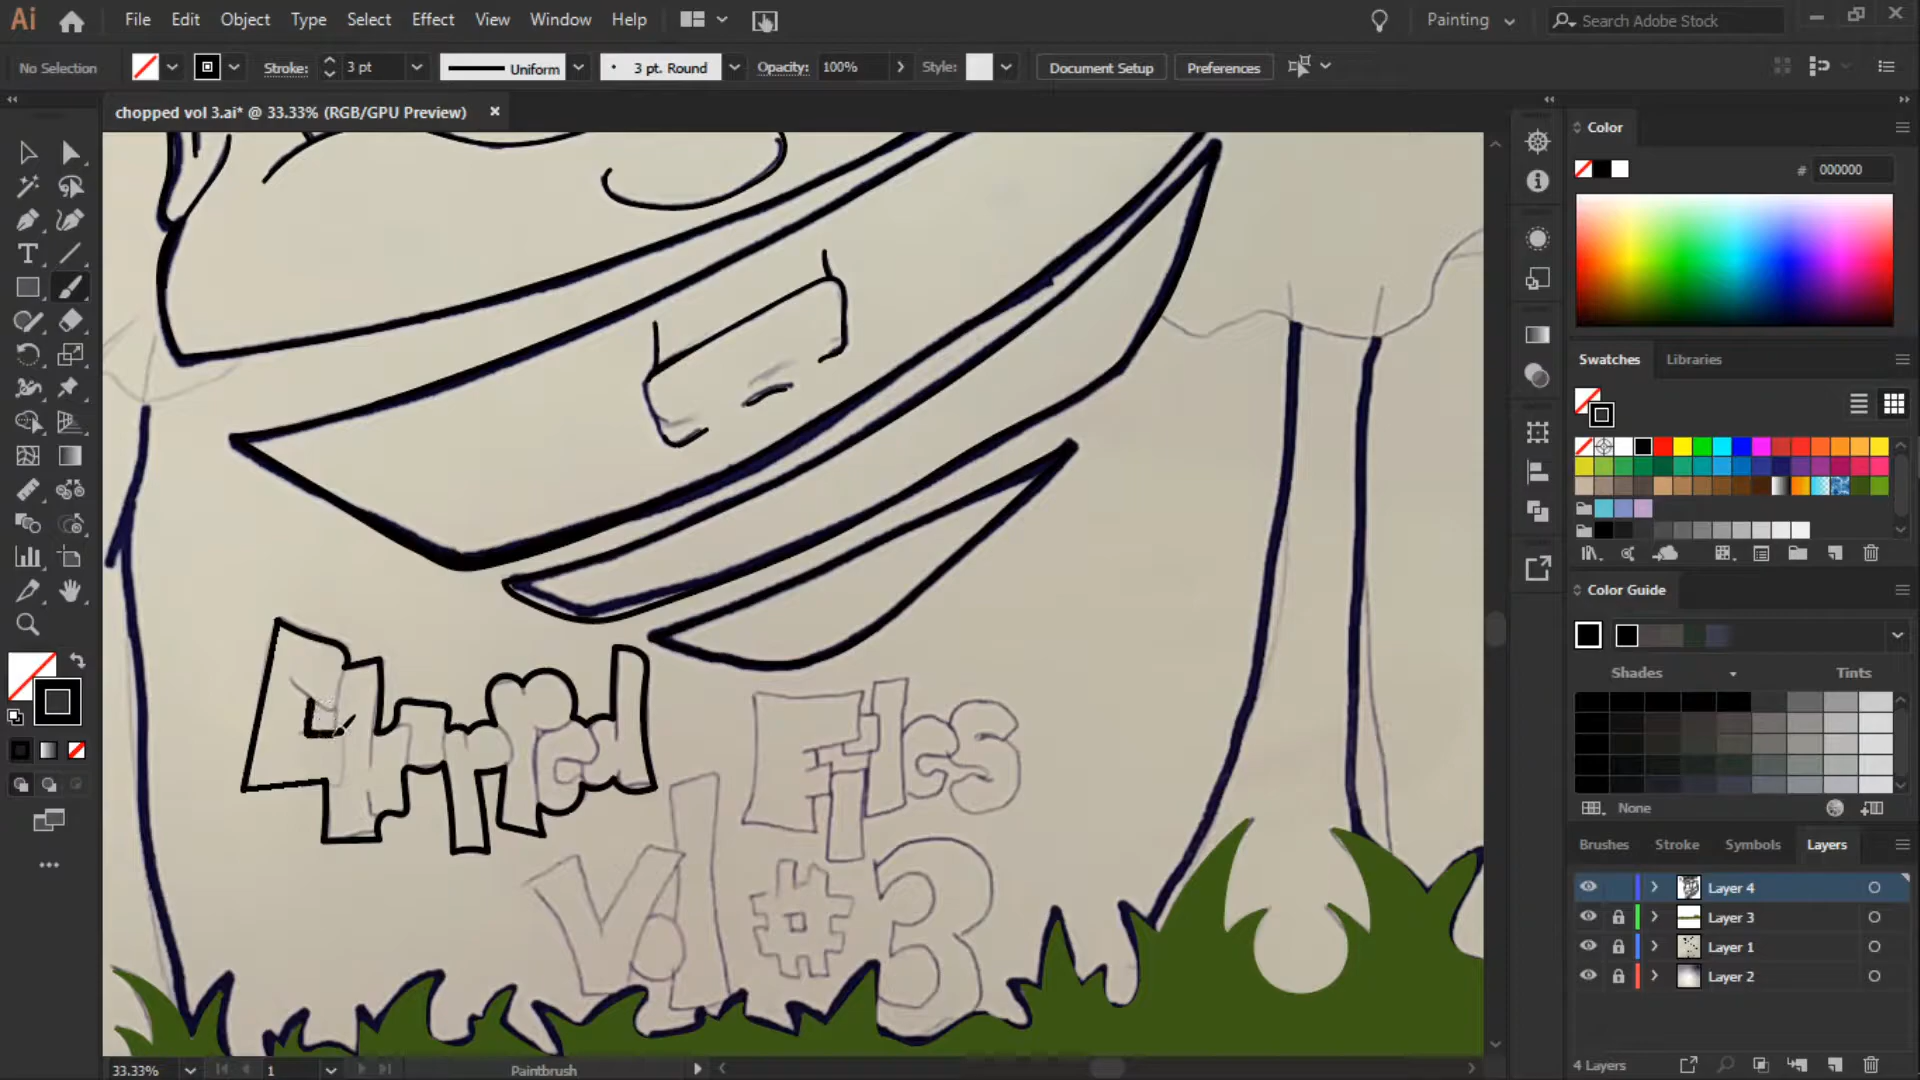 Ai File Edit Object Type Select Effect View Window Help Painting Search Adobe Stock
No Selection Stroke: 3 pt Uniform 3 pt. Round Opacity: 100% Style: Document Setup Preferences
chopped vol 3.ai* @ 33.33% (RGB/GPU Preview)
Color
# 000000
Swatches Libraries
Color Guide
Shades Tints
None
Brushes Stroke Symbols Layers
Layer 4
Layer 3
Layer 1
Layer 2
4 Layers
Files
Vol #3
33.33% 1 Paintbrush